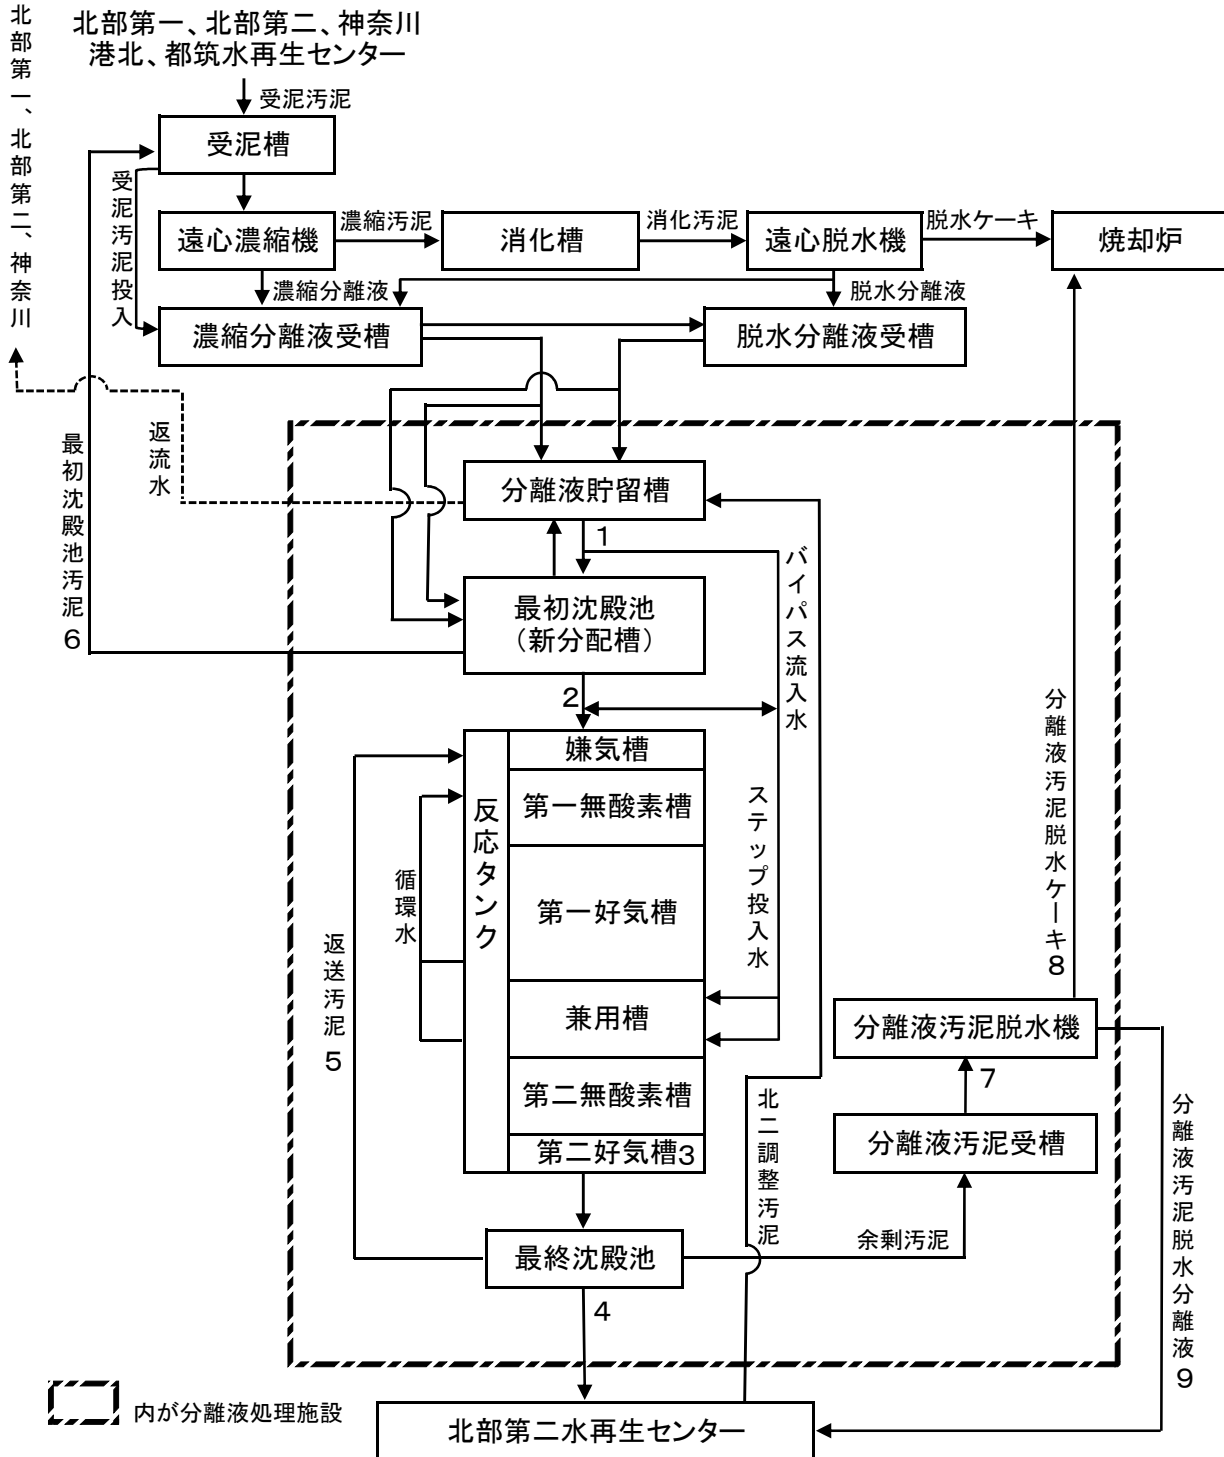 北部第一、北部第二、神奈川
北部第一、北部第二、神奈川
港北、都筑水再生センター
受泥汚泥
受泥槽
受泥汚泥投入
遠心濃縮機
濃縮汚泥
消化槽
消化汚泥
遠心脱水機
脱水ケーキ
焼却炉
濃縮分離液
脱水分離液
濃縮分離液受槽
脱水分離液受槽
返流水
最初沈殿池汚泥
6
分離液貯留槽
1
最初沈殿池
（新分配槽）
バイパス流入水
2
嫌気槽
第一無酸素槽
反応タンク
第一好気槽
循環水
ステップ投入水
返送汚泥
5
兼用槽
第二無酸素槽
第二好気槽3
分離液汚泥脱水ケーキ
8
分離液汚泥脱水機
7
分離液汚泥受槽
北二調整汚泥
分離液汚泥脱水分離液
9
最終沈殿池
余剰汚泥
4
内が分離液処理施設
北部第二水再生センター